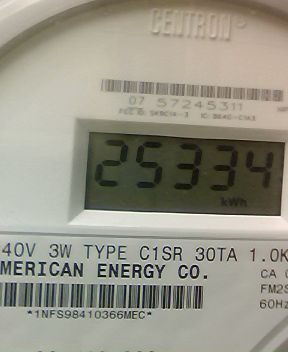 CENTRON
07 57245311
25334
kWh
40V 3W TYPE C1SR 30TA 1.0K
MERICAN ENERGY CO.
CA
FM2S
60Hz
*1NFS98410366MEC*